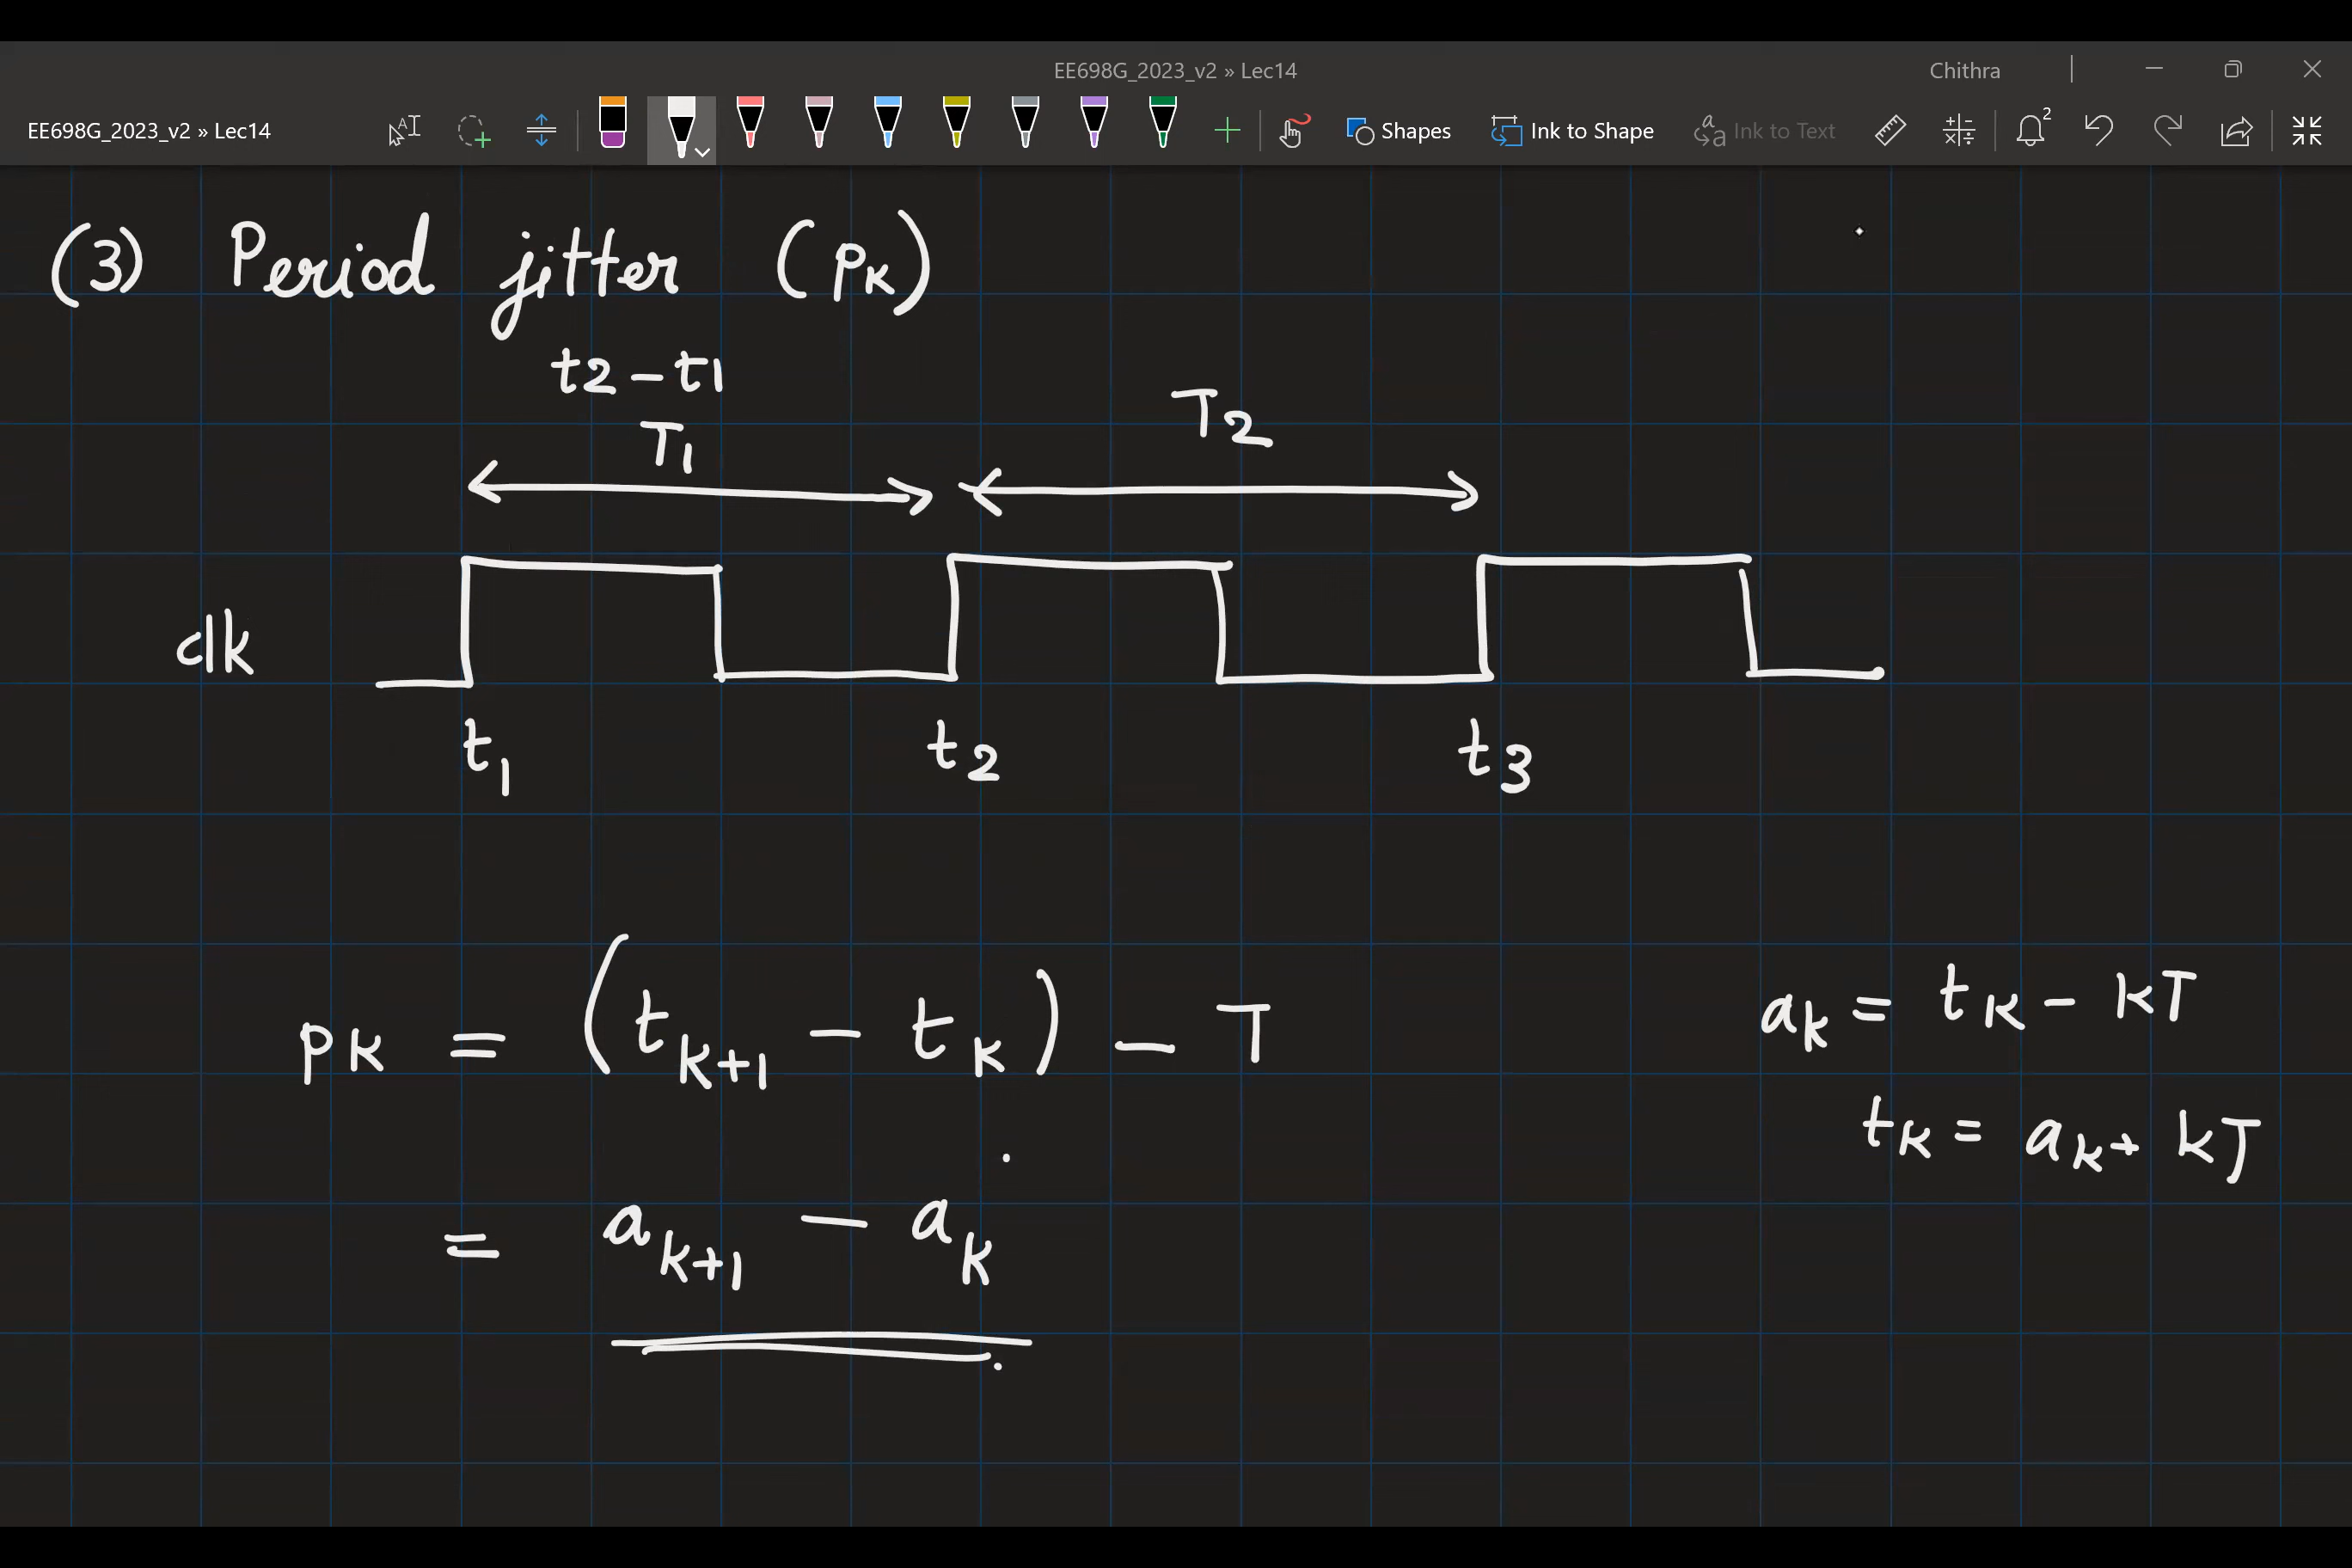 EE698G_2023_v2 » Lec14
Chithra
EE698G_2023_v2 » Lec14
Shapes
Ink to Shape
Ink to Text
2
(3) Period jitter (pk)
t2 - t1
T1
T2
clk
t1
t2
t3
pk = (tk+1 - tk) - T
ak = tk - kT
tk = ak + kT
= ak+1 - ak